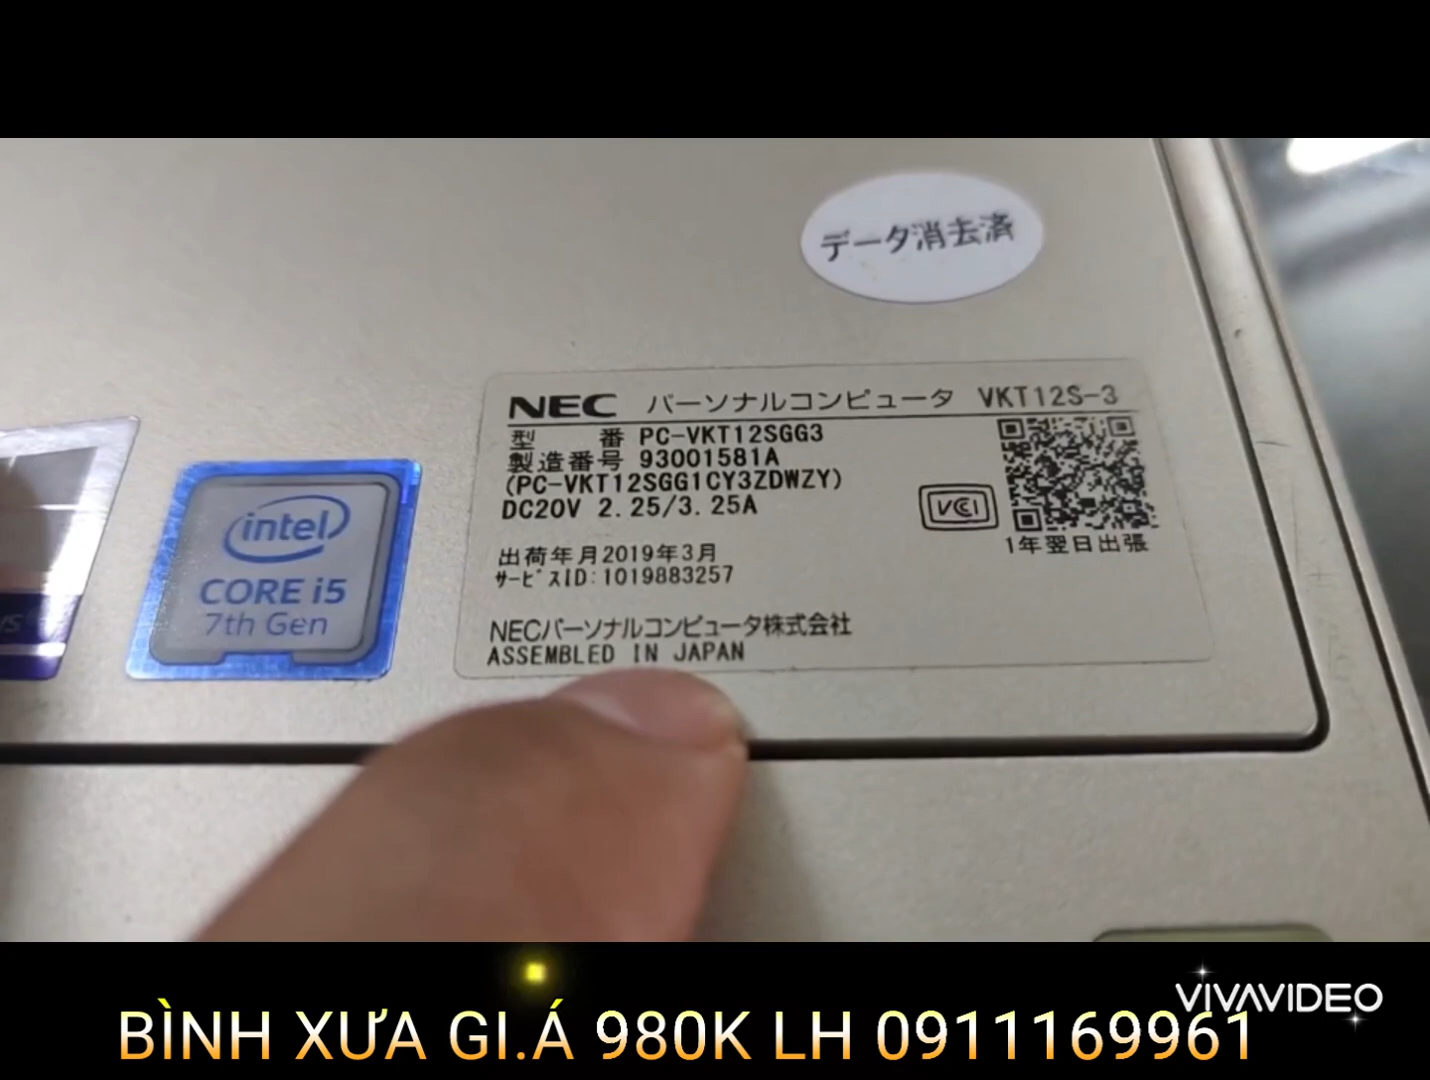 データ消去済
NEC パーソナルコンピュータ VKT12S-3
型 番 PC-VKT12SGG3
製造番号 93001581A
(PC-VKT12SGG1CY3ZDWZY)
DC20V 2.25/3.25A
VCCI
1年翌日出張
出荷年月2019年3月
サービスID:1019883257
NECパーソナルコンピュータ株式会社
ASSEMBLED IN JAPAN
intel
CORE i5
7th Gen
VIVAVIDEO
BÌNH XƯA GI.Á 980K LH 0911169961